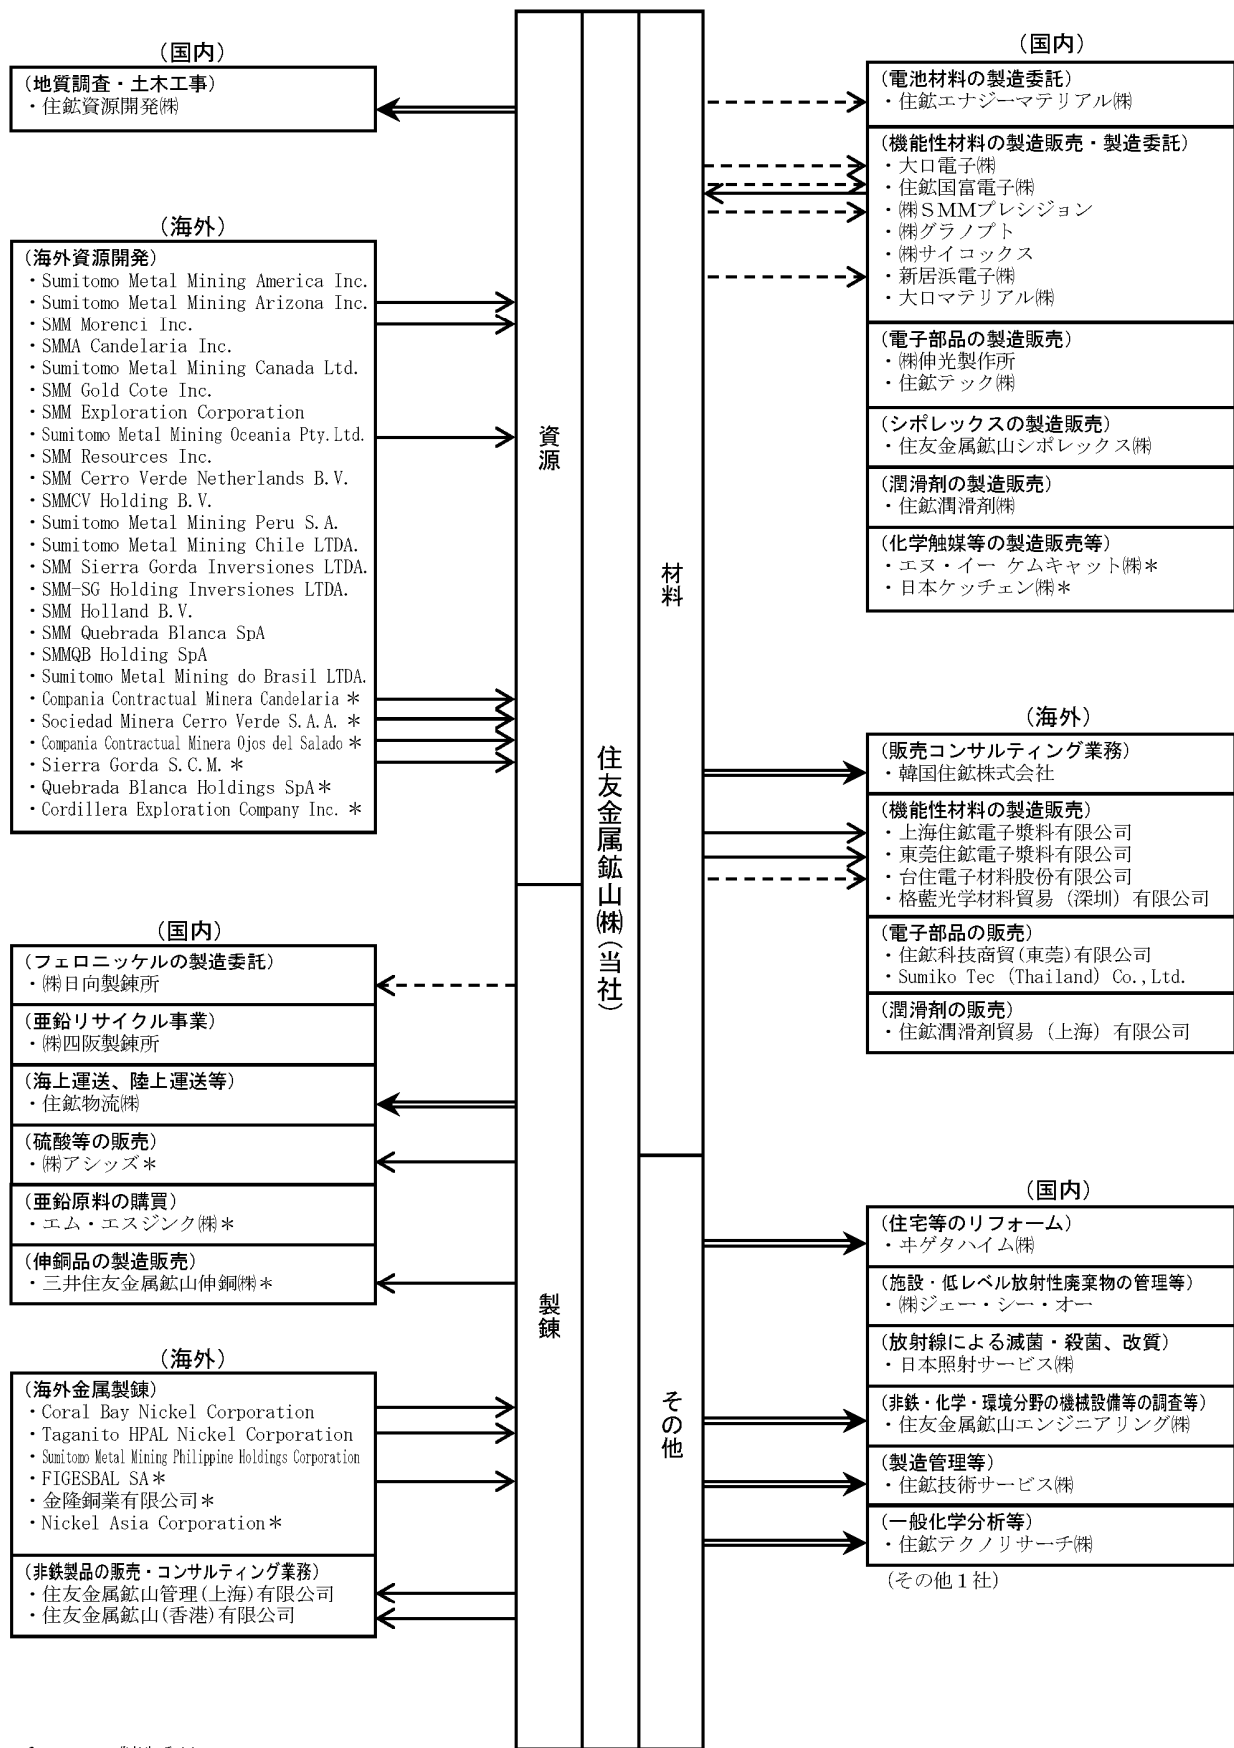 (国内)
(地質調査・土木工事)
・住鉱資源開発㈱
(海外)
(海外資源開発)
・Sumitomo Metal Mining America Inc.
・Sumitomo Metal Mining Arizona Inc.
・SMM Morenci Inc.
・SMMA Candelaria Inc.
・Sumitomo Metal Mining Canada Ltd.
・SMM Gold Cote Inc.
・SMM Exploration Corporation
・Sumitomo Metal Mining Oceania Pty.Ltd.
・SMM Resources Inc.
・SMM Cerro Verde Netherlands B.V.
・SMMCV Holding B.V.
・Sumitomo Metal Mining Peru S.A.
・Sumitomo Metal Mining Chile LTDA.
・SMM Sierra Gorda Inversiones LTDA.
・SMM-SG Holding Inversiones LTDA.
・SMM Holland B.V.
・SMM Quebrada Blanca SpA
・SMMQB Holding SpA
・Sumitomo Metal Mining do Brasil LTDA.
・Compania Contractual Minera Candelaria ＊
・Sociedad Minera Cerro Verde S.A.A. ＊
・Compania Contractual Minera Ojos del Salado ＊
・Sierra Gorda S.C.M. ＊
・Quebrada Blanca Holdings SpA＊
・Cordillera Exploration Company Inc. ＊
(国内)
(フェロニッケルの製造委託)
・㈱日向製錬所
(亜鉛リサイクル事業)
・㈱四阪製錬所
(海上運送、陸上運送等)
・住鉱物流㈱
(硫酸等の販売)
・㈱アシッズ＊
(亜鉛原料の購買)
・エム・エスジンク㈱＊
(伸銅品の製造販売)
・三井住友金属鉱山伸銅㈱＊
(海外)
(海外金属製錬)
・Coral Bay Nickel Corporation
・Taganito HPAL Nickel Corporation
・Sumitomo Metal Mining Philippine Holdings Corporation
・FIGESBAL SA＊
・金隆銅業有限公司＊
・Nickel Asia Corporation＊
(非鉄製品の販売・コンサルティング業務)
・住友金属鉱山管理(上海)有限公司
・住友金属鉱山(香港)有限公司
資源
製錬
住友金属鉱山㈱(当社)
材料
その他
(国内)
(電池材料の製造委託)
・住鉱エナジーマテリアル㈱
(機能性材料の製造販売・製造委託)
・大口電子㈱
・住鉱国富電子㈱
・㈱ＳＭＭプレシジョン
・㈱グラノプト
・㈱サイコックス
・新居浜電子㈱
・大口マテリアル㈱
(電子部品の製造販売)
・㈱伸光製作所
・住鉱テック㈱
(シポレックスの製造販売)
・住友金属鉱山シポレックス㈱
(潤滑剤の製造販売)
・住鉱潤滑剤㈱
(化学触媒等の製造販売等)
・エヌ・イー ケムキャット㈱＊
・日本ケッチェン㈱＊
(海外)
(販売コンサルティング業務)
・韓国住鉱株式会社
(機能性材料の製造販売)
・上海住鉱電子漿料有限公司
・東莞住鉱電子漿料有限公司
・台住電子材料股份有限公司
・格藍光学材料貿易（深圳）有限公司
(電子部品の販売)
・住鉱科技商貿(東莞)有限公司
・Sumiko Tec (Thailand) Co.,Ltd.
(潤滑剤の販売)
・住鉱潤滑剤貿易（上海）有限公司
(国内)
(住宅等のリフォーム)
・ヰゲタハイム㈱
(施設・低レベル放射性廃棄物の管理等)
・㈱ジェー・シー・オー
(放射線による滅菌・殺菌、改質)
・日本照射サービス㈱
(非鉄・化学・環境分野の機械設備等の調査等)
・住友金属鉱山エンジニアリング㈱
(製造管理等)
・住鉱技術サービス㈱
(一般化学分析等)
・住鉱テクノリサーチ㈱
(その他１社)